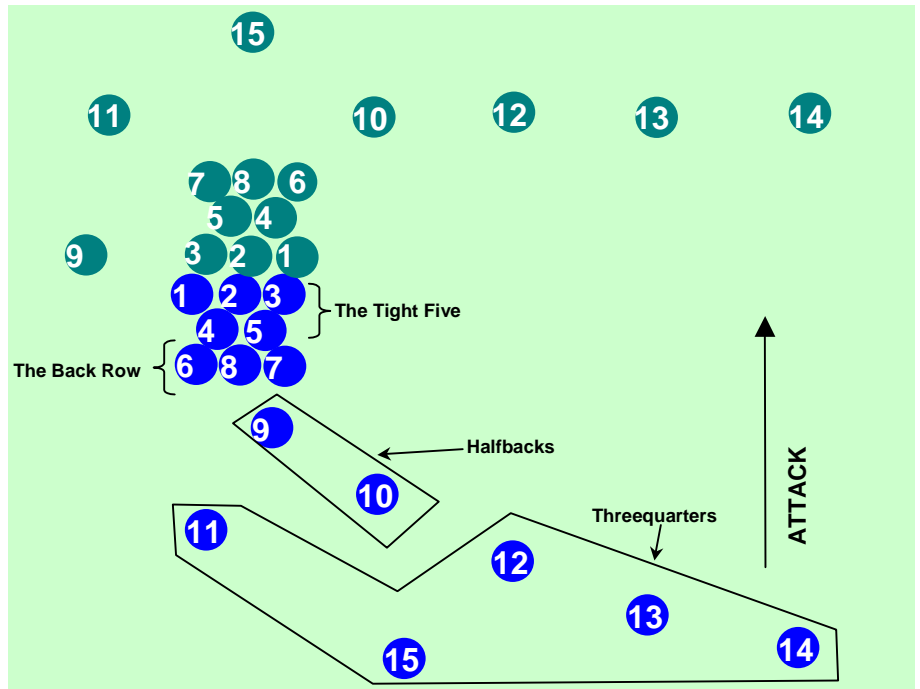 15
11 10 12 13 14
7 8 6
5 4
9 3 2 1
1 2 3
The Tight Five
4 5
The Back Row 6 8 7
9
Halfbacks
10
ATTACK
Threequarters
11
12
13
15 14